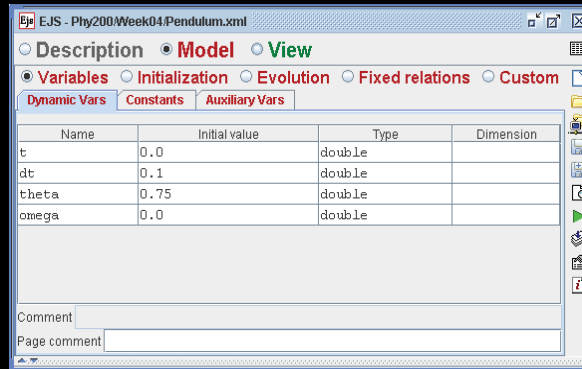 Ejs EJS - Phy200/Week04/Pendulum.xml
Description Model View
Variables Initialization Evolution Fixed relations Custom
Dynamic Vars Constants Auxiliary Vars
Name Initial value Type Dimension
t 0.0 double
dt 0.1 double
theta 0.75 double
omega 0.0 double
Comment
Page comment